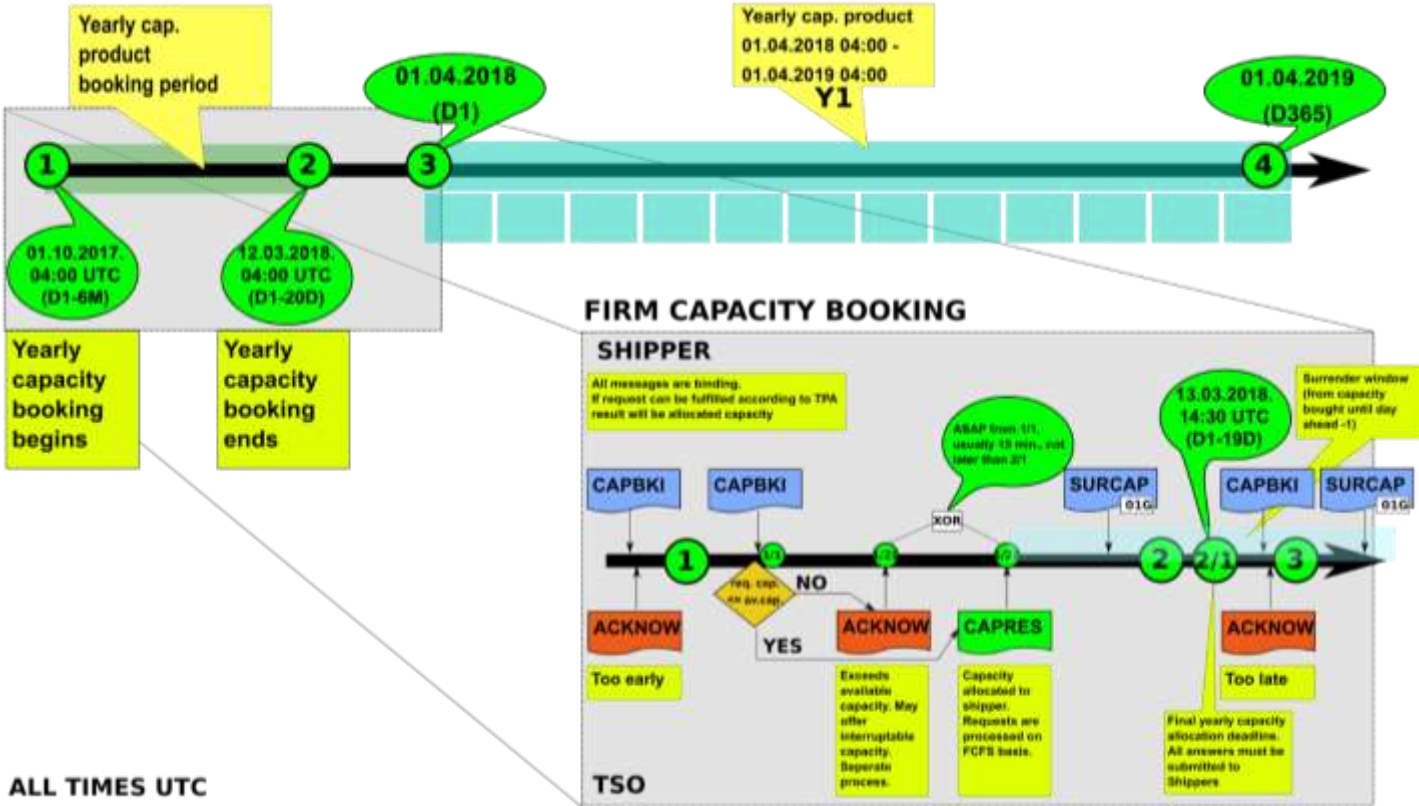 Yearly cap.
product
booking period
Yearly cap. product
01.04.2018 04:00 -
01.04.2019 04:00
Y1
01.04.2018
(D1)
01.04.2019
(D365)
1
2
3
4
01.10.2017.
04:00 UTC
(D1-6M)
12.03.2018.
04:00 UTC
(D1-20D)
Yearly
capacity
booking
begins
Yearly
capacity
booking
ends
FIRM CAPACITY BOOKING
SHIPPER
All messages are binding.
If request can be fulfilled according to TPA
result will be allocated capacity
ASAP from 1/1,
usually 15 min., not
later than 2/1
13.03.2018.
14:30 UTC
(D1-19D)
Surrender window
(from capacity
bought until day
ahead -1)
CAPBKI
CAPBKI
SURCAP
01G
CAPBKI
SURCAP
01G
XOR
1
1/1
2
2/1
3
req. cap.
<= av.cap.
NO
YES
ACKNOW
ACKNOW
CAPRES
ACKNOW
Too early
Exceeds
available
capacity. May
offer
interruptable
capacity.
Seperate
process.
Capacity
allocated to
shipper.
Requests are
processed on
FCFS basis.
Too late
Final yearly capacity
allocation deadline.
All answers must be
submitted to
Shippers
TSO
ALL TIMES UTC